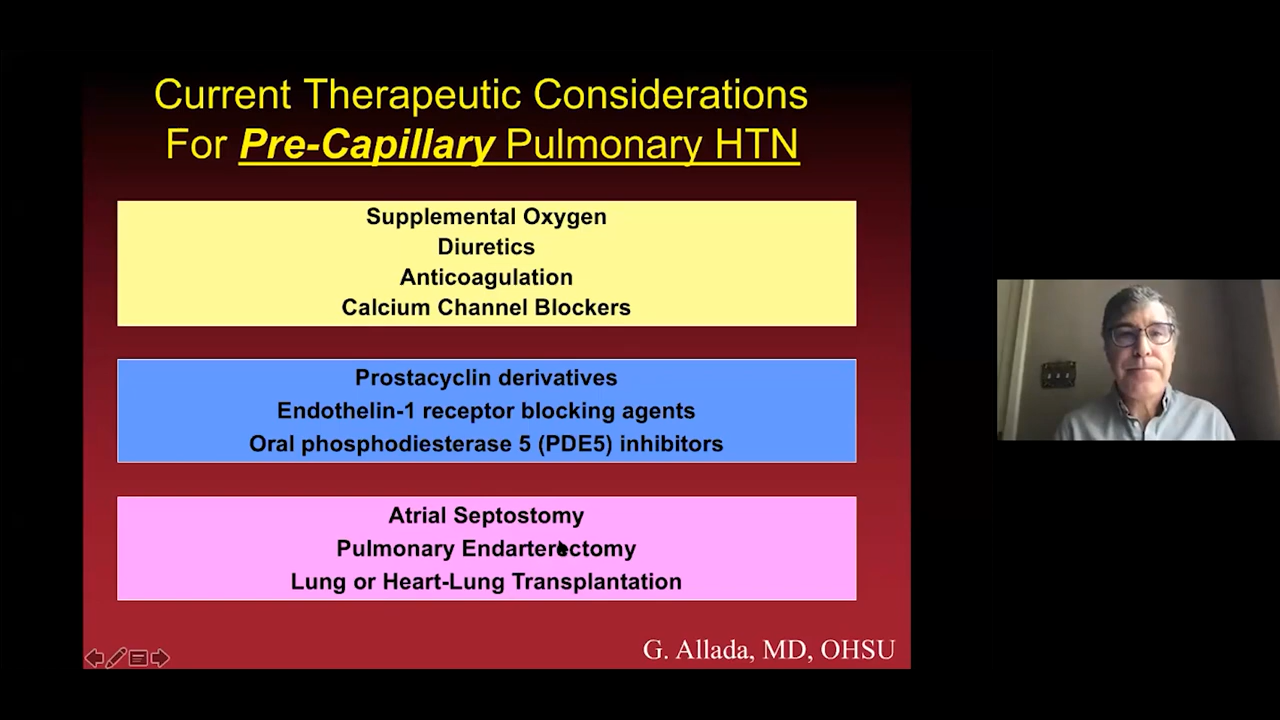 Current Therapeutic Considerations
For Pre-Capillary Pulmonary HTN
Supplemental Oxygen
Diuretics
Anticoagulation
Calcium Channel Blockers
Prostacyclin derivatives
Endothelin-1 receptor blocking agents
Oral phosphodiesterase 5 (PDE5) inhibitors
Atrial Septostomy
Pulmonary Endarterectomy
Lung or Heart-Lung Transplantation
G. Allada, MD, OHSU